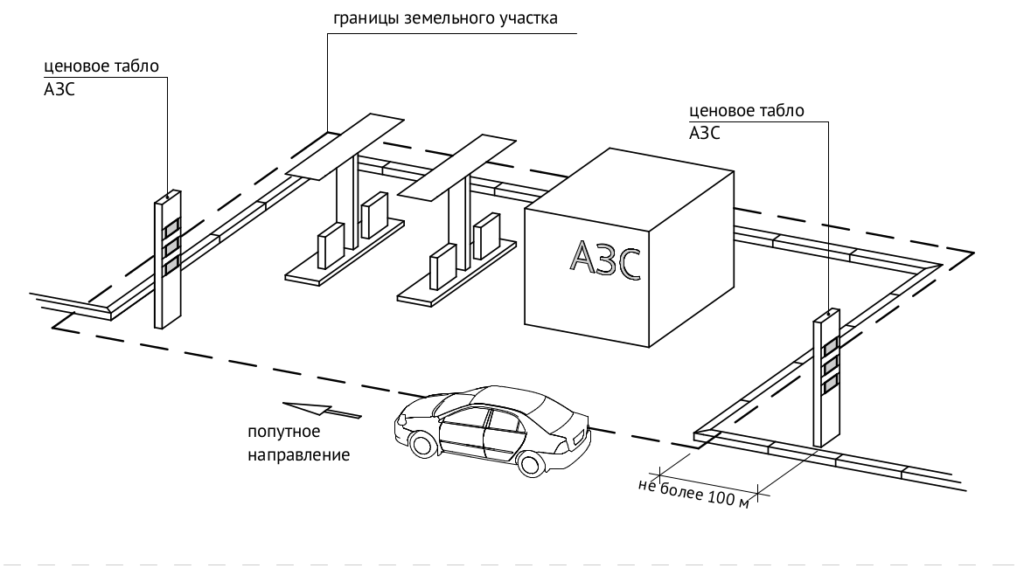 границы земельного участка
ценовое табло
АЗС
ценовое табло
АЗС
АЗС
попутное
направление
не более 100 м